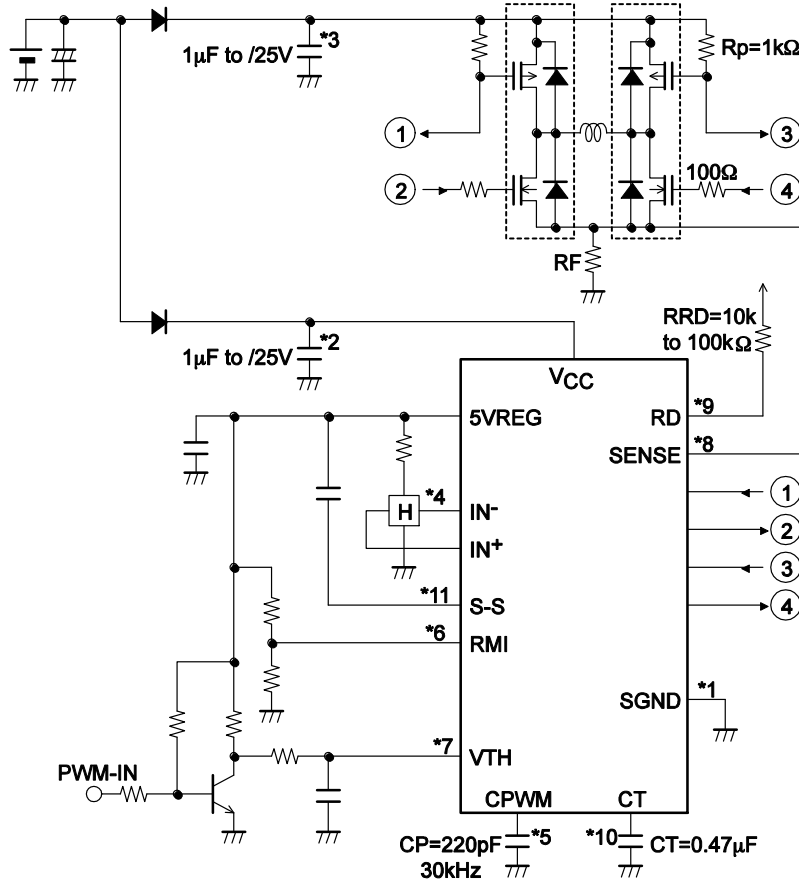 *3
1μF to /25V
Rp=1kΩ
1
3
2
100Ω
4
RF
RRD=10k
to 100kΩ
*2
1μF to /25V
VCC
5VREG
RD
*9
SENSE
*8
*4
H
IN-
1
2
IN+
3
*11
S-S
4
*6
RMI
SGND
*1
*7
VTH
PWM-IN
CPWM
CT
CP=220pF
*5
*10
CT=0.47μF
30kHz